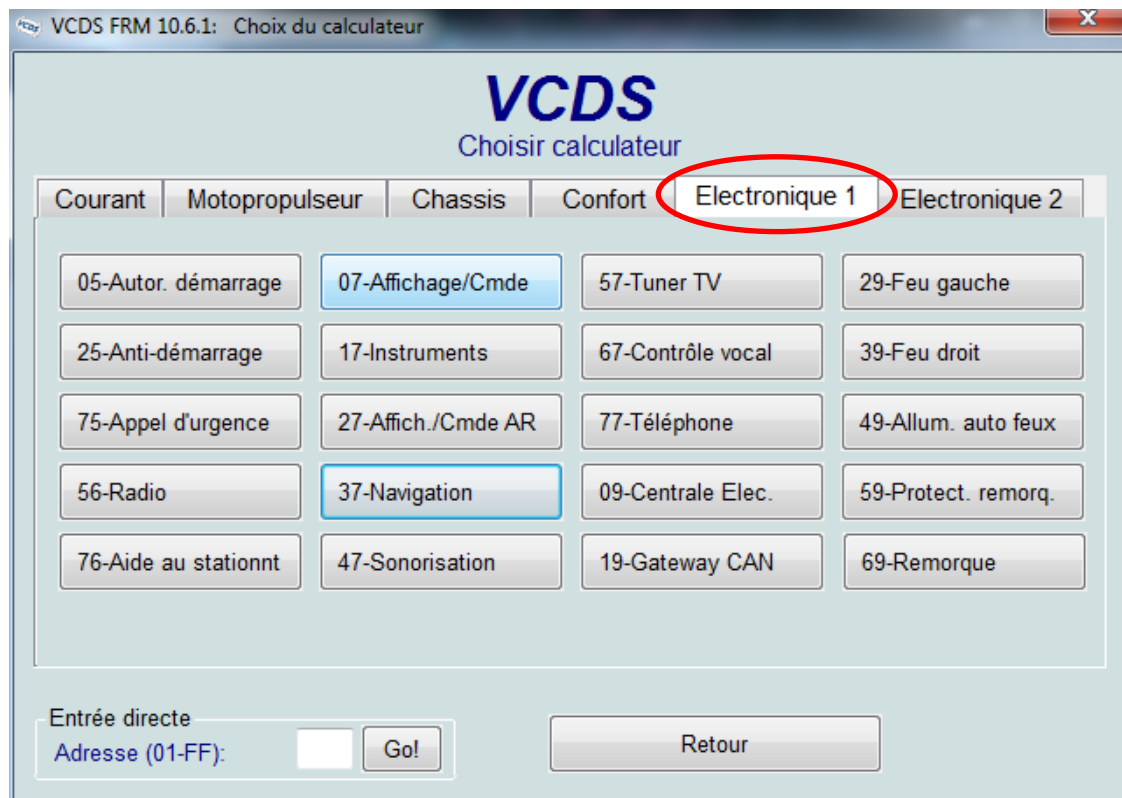 VCDS FRM 10.6.1: Choix du calculateur
VCDS
Choisir calculateur
Courant Motopropulseur Chassis Confort Electronique 1 Electronique 2
05-Autor. démarrage 07-Affichage/Cmde 57-Tuner TV 29-Feu gauche
25-Anti-démarrage 17-Instruments 67-Contrôle vocal 39-Feu droit
75-Appel d'urgence 27-Affich./Cmde AR 77-Téléphone 49-Allum. auto feux
56-Radio 37-Navigation 09-Centrale Elec. 59-Protect. remorq.
76-Aide au stationnt 47-Sonorisation 19-Gateway CAN 69-Remorque
Entrée directe
Adresse (01-FF): Go! Retour